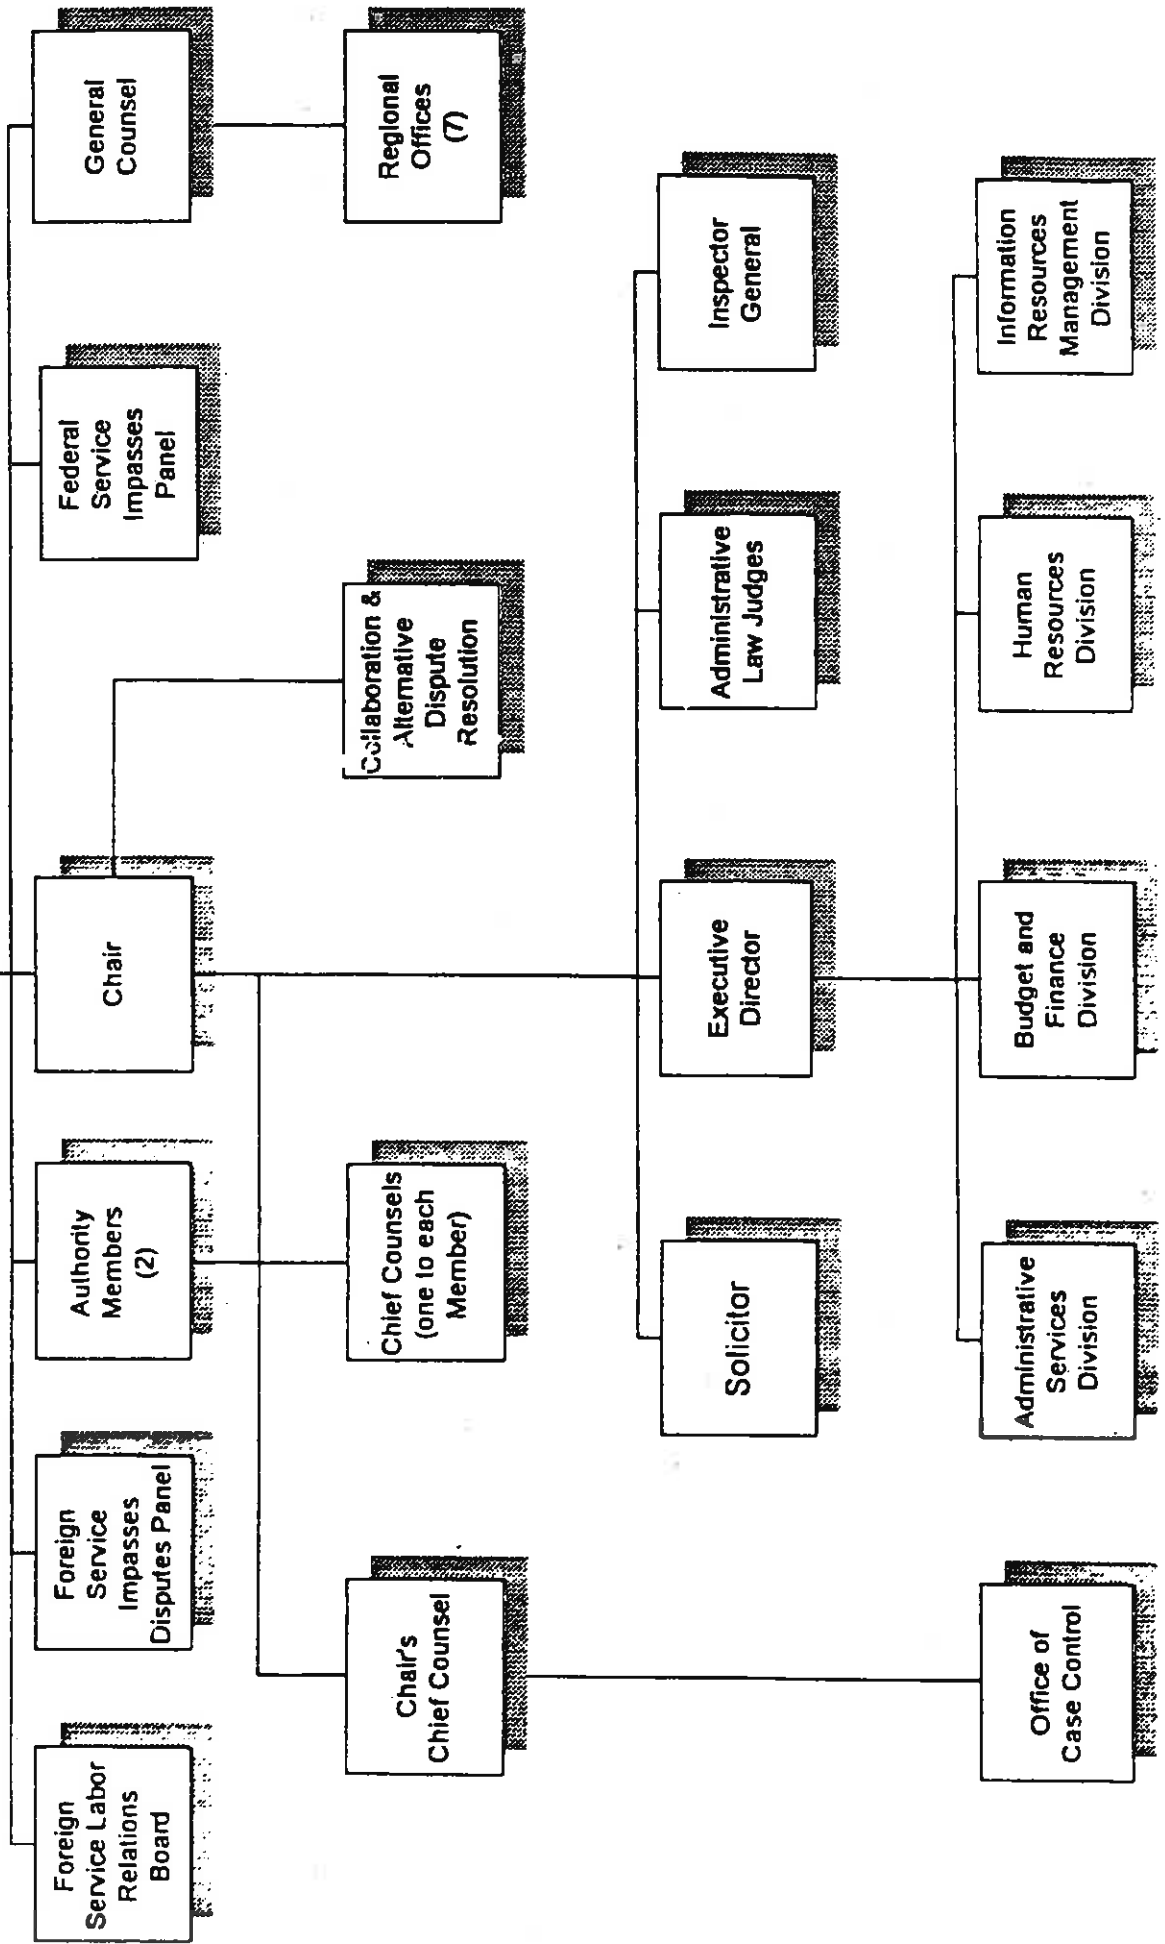 Foreign
Service Labor
Relations
Board
Foreign
Service
Impasses
Disputes Panel
Authority
Members
(2)
Chair
Federal
Service
Impasses
Panel
General
Counsel
Chair's
Chief Counsel
Chief Counsels
(one to each
Member)
Collaboration &
Alternative
Dispute
Resolution
Regional
Offices
(7)
Solicitor
Executive
Director
Administrative
Law Judges
Inspector
General
Office of
Case Control
Administrative
Services
Division
Budget and
Finance
Division
Human
Resources
Division
Information
Resources
Management
Division